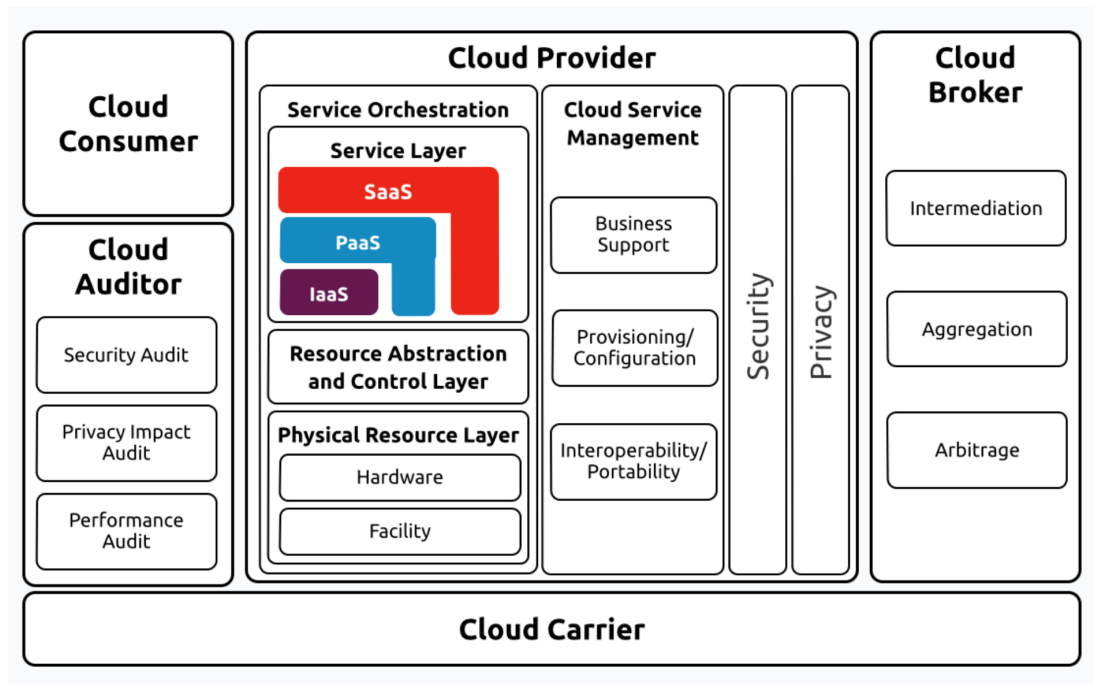 Cloud
Consumer
Cloud
Auditor
Security Audit
Privacy Impact
Audit
Performance
Audit
Cloud Provider
Service Orchestration
Service Layer
SaaS
PaaS
IaaS
Resource Abstraction
and Control Layer
Physical Resource Layer
Hardware
Facility
Cloud Service
Management
Business
Support
Provisioning/
Configuration
Interoperability/
Portability
Security
Privacy
Cloud
Broker
Intermediation
Aggregation
Arbitrage
Cloud Carrier